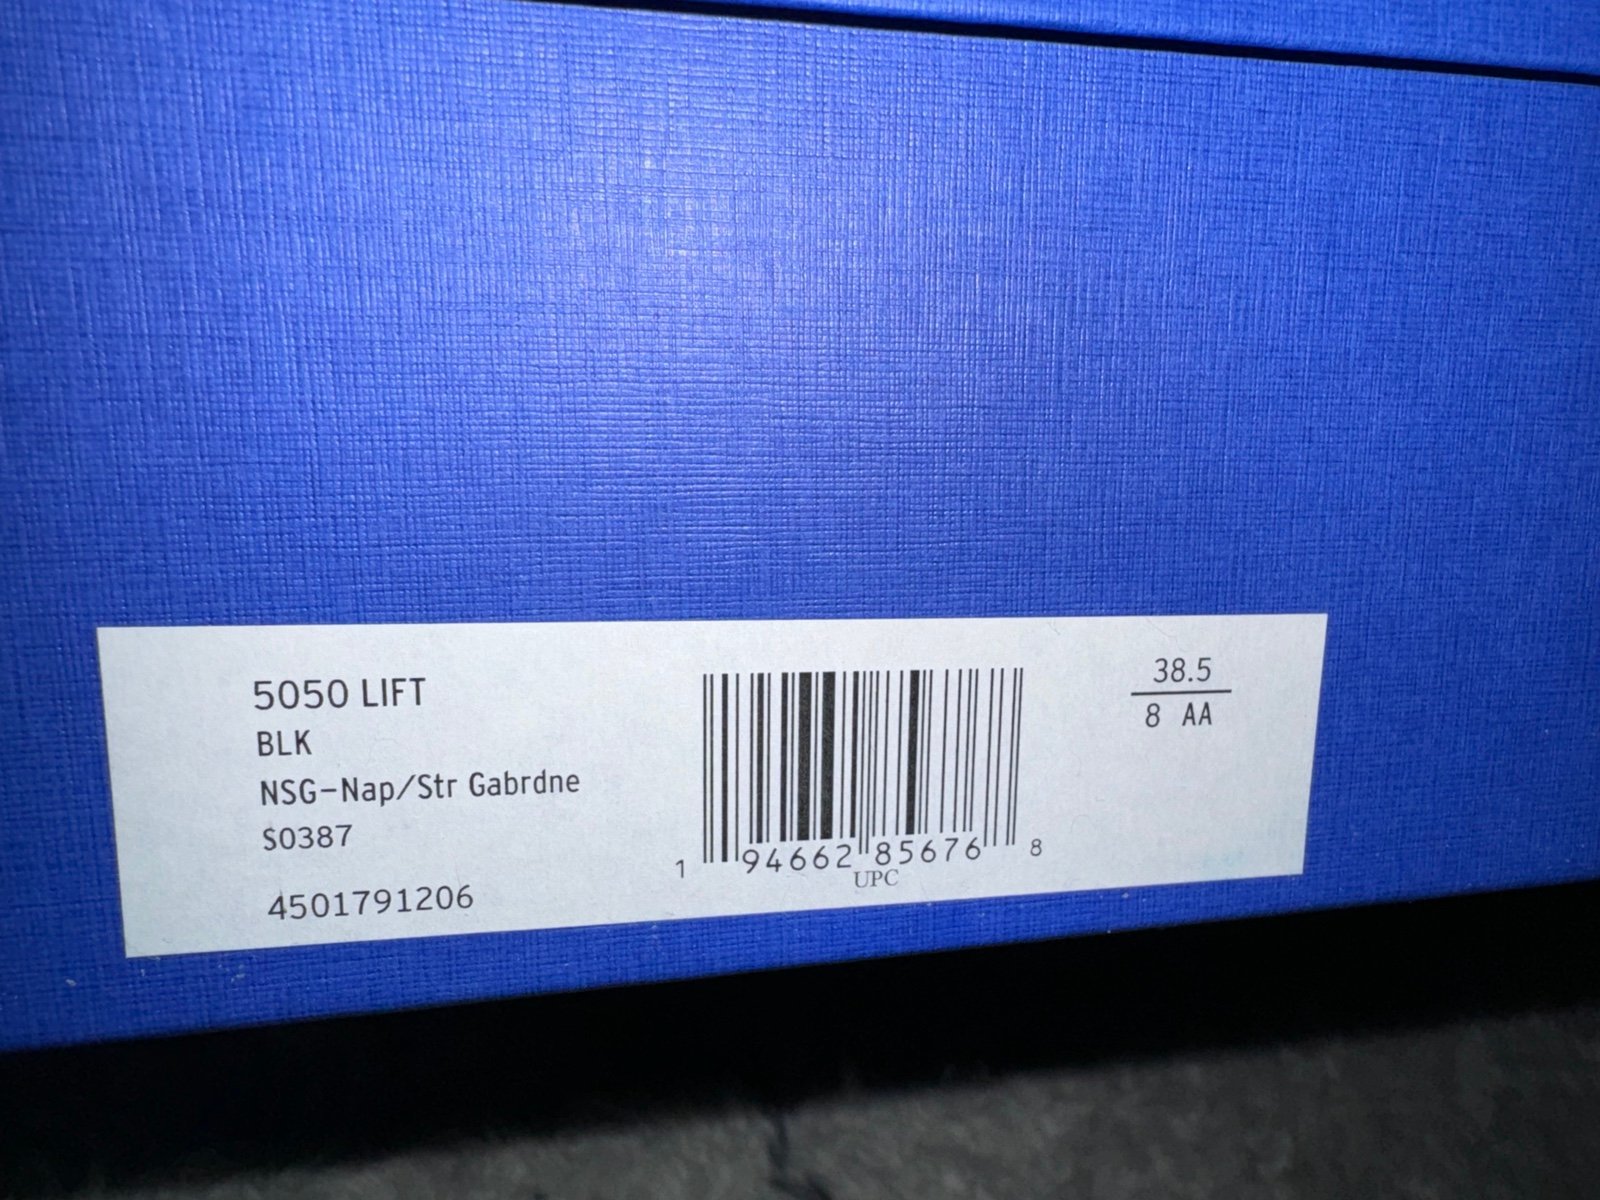 5050 LIFT
BLK
NSG-Nap/Str Gabrdne
S0387
4501791206
1 94662 85676 8
UPC
38.5
8 AA